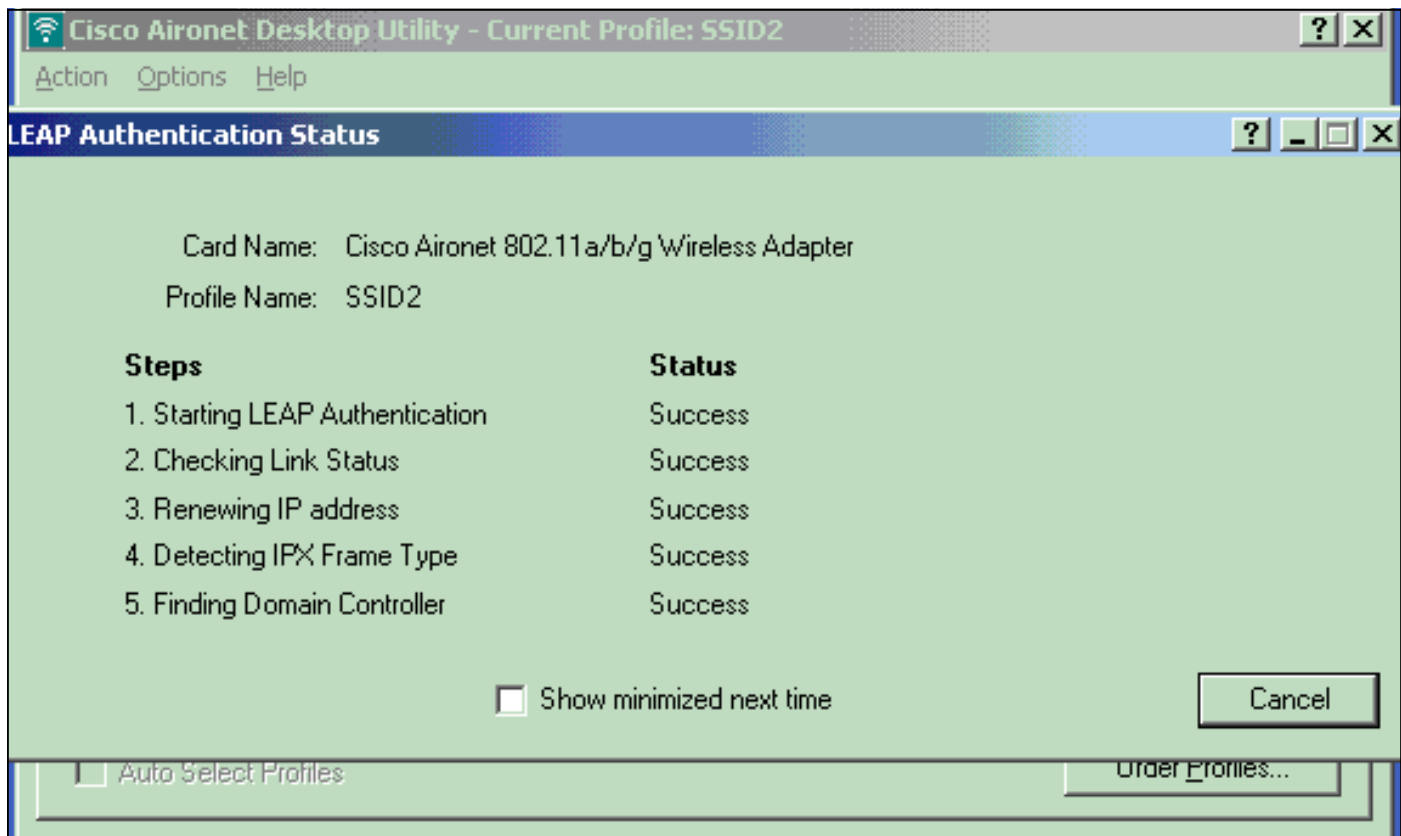 Cisco Aironet Desktop Utility - Current Profile: SSID2
Action Options Help
LEAP Authentication Status
Card Name: Cisco Aironet 802.11a/b/g Wireless Adapter
Profile Name: SSID2
Steps Status
1. Starting LEAP Authentication Success
2. Checking Link Status Success
3. Renewing IP address Success
4. Detecting IPX Frame Type Success
5. Finding Domain Controller Success
Show minimized next time Cancel
Auto Select Profiles Order Profiles...